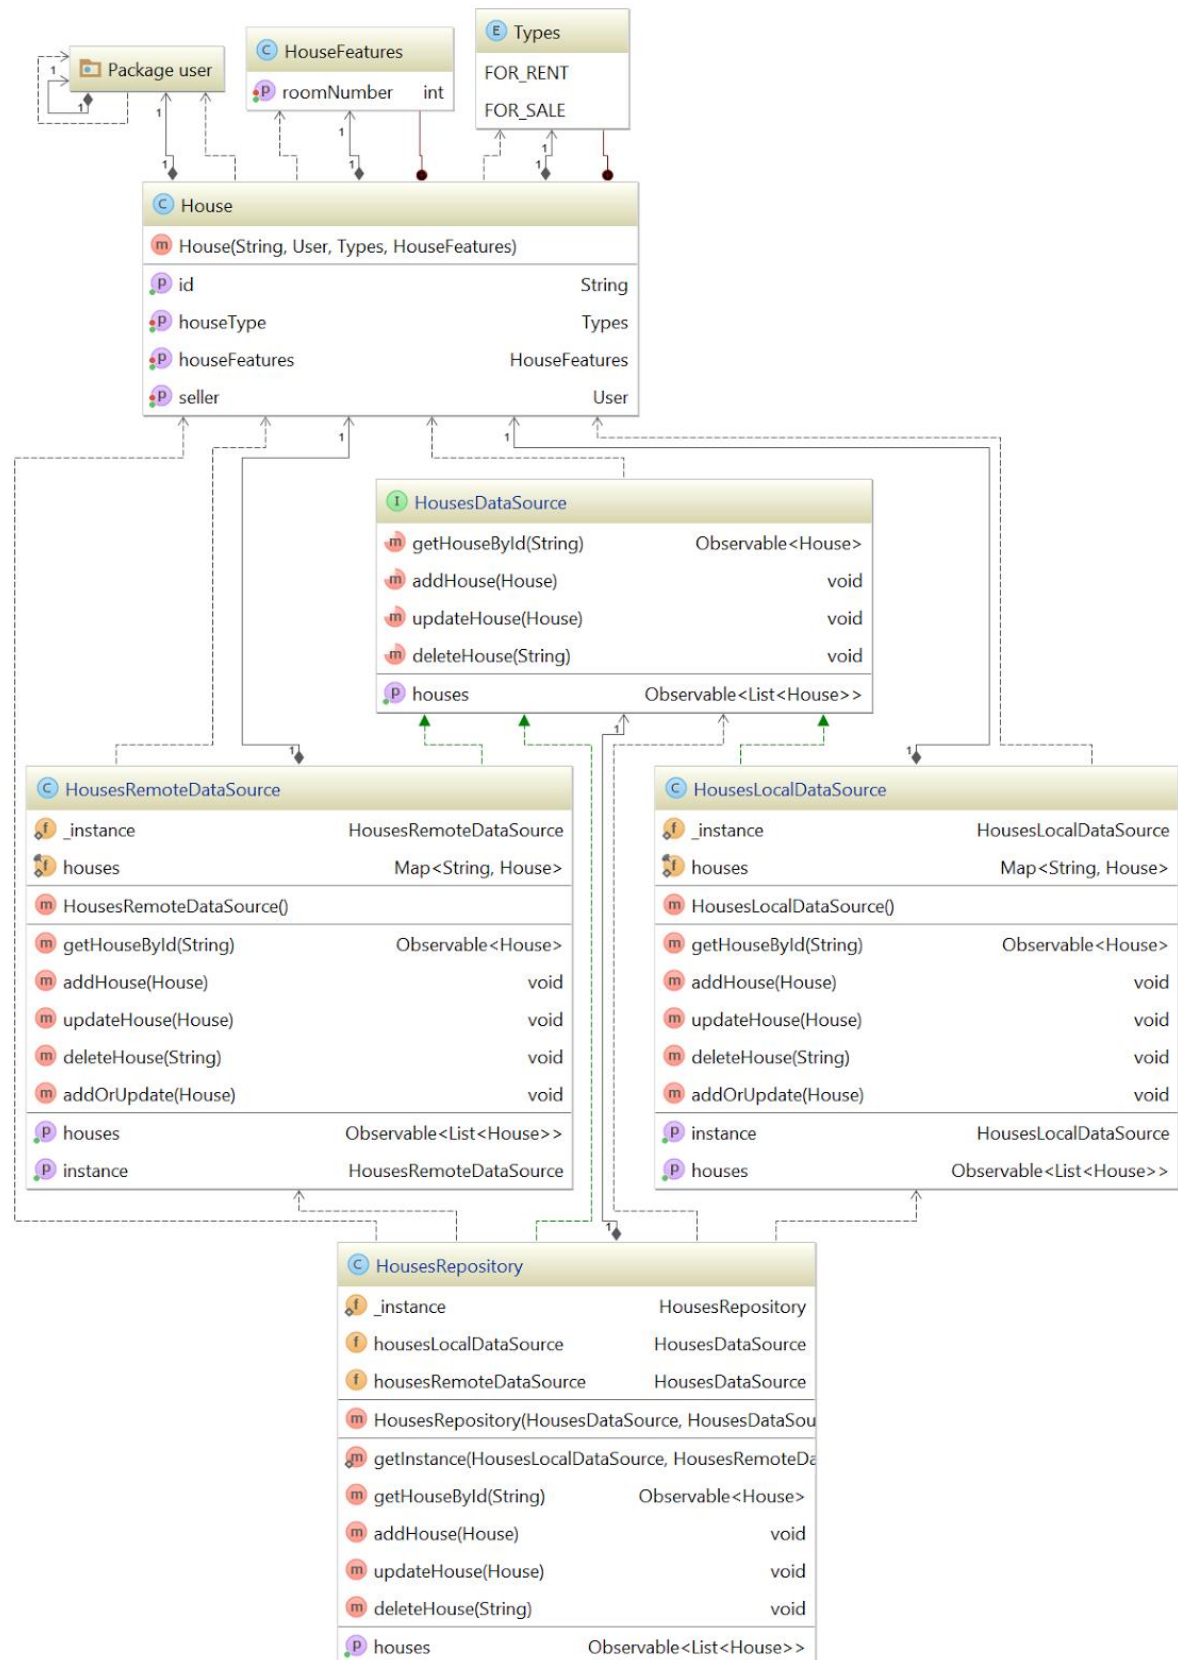 Package user
1
1
HouseFeatures
roomNumber int
E Types
FOR_RENT
FOR_SALE
1
1
1
1
1
1
C House
m House(String, User, Types, HouseFeatures)
P id String
P houseType Types
P houseFeatures HouseFeatures
P seller User
1
1
I HousesDataSource
m getHouseById(String) Observable<House>
m addHouse(House) void
m updateHouse(House) void
m deleteHouse(String) void
P houses Observable<List<House>>
1
1
1
C HousesRemoteDataSource
f _instance HousesRemoteDataSource
f houses Map<String, House>
m HousesRemoteDataSource()
m getHouseById(String) Observable<House>
m addHouse(House) void
m updateHouse(House) void
m deleteHouse(String) void
m addOrUpdate(House) void
P houses Observable<List<House>>
P instance HousesRemoteDataSource
C HousesLocalDataSource
f _instance HousesLocalDataSource
f houses Map<String, House>
m HousesLocalDataSource()
m getHouseById(String) Observable<House>
m addHouse(House) void
m updateHouse(House) void
m deleteHouse(String) void
m addOrUpdate(House) void
P instance HousesLocalDataSource
P houses Observable<List<House>>
1
C HousesRepository
f _instance HousesRepository
f housesLocalDataSource HousesDataSource
f housesRemoteDataSource HousesDataSource
m HousesRepository(HousesDataSource, HousesDataSou
m getInstance(HousesLocalDataSource, HousesRemoteDa
m getHouseById(String) Observable<House>
m addHouse(House) void
m updateHouse(House) void
m deleteHouse(String) void
P houses Observable<List<House>>